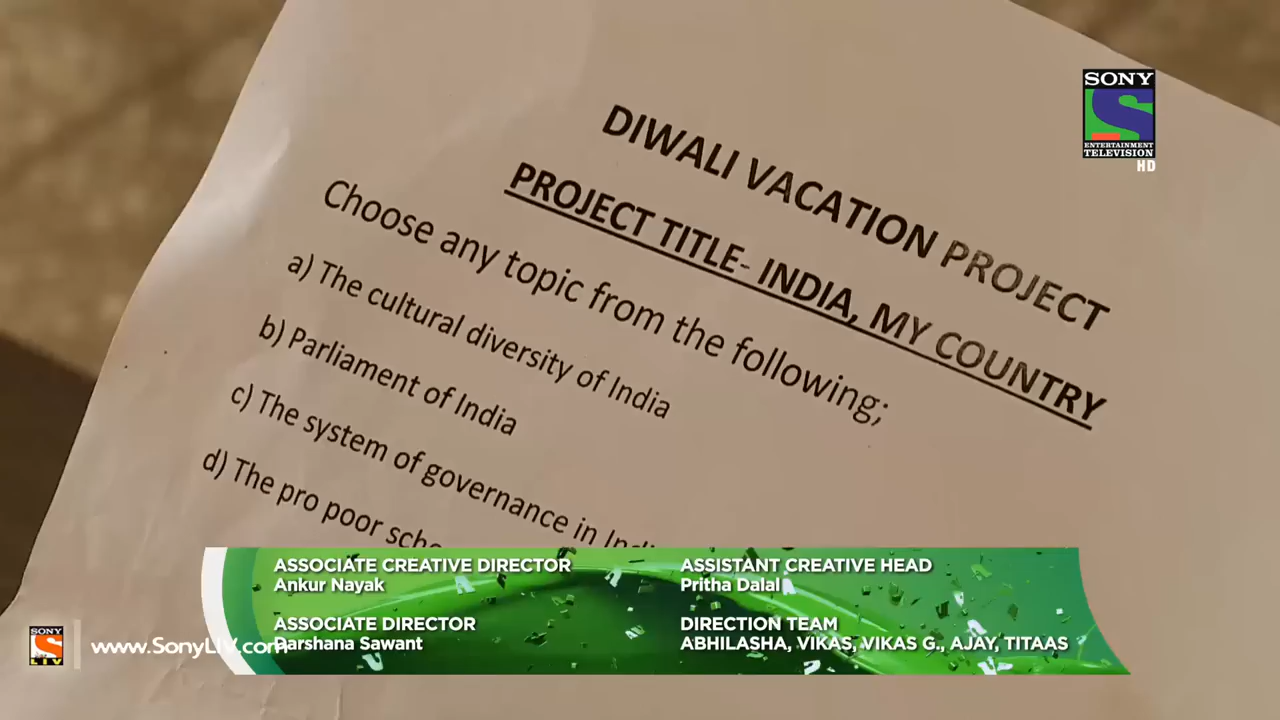 SONY
ENTERTAINMENT
TELEVISION
HD
DIWALI VACATION PROJECT
PROJECT TITLE- INDIA, MY COUNTRY
Choose any topic from the following;
a) The cultural diversity of India
b) Parliament of India
c) The system of governance in
d) The pro poor
ASSOCIATE CREATIVE DIRECTOR
Ankur Nayak
ASSISTANT CREATIVE HEAD
Pritha Dalal
ASSOCIATE DIRECTOR
Darshana Sawant
DIRECTION TEAM
ABHILASHA, VIKAS, VIKAS G., AJAY, TITAAS
SONY
LIV
www.SonyLIV.com